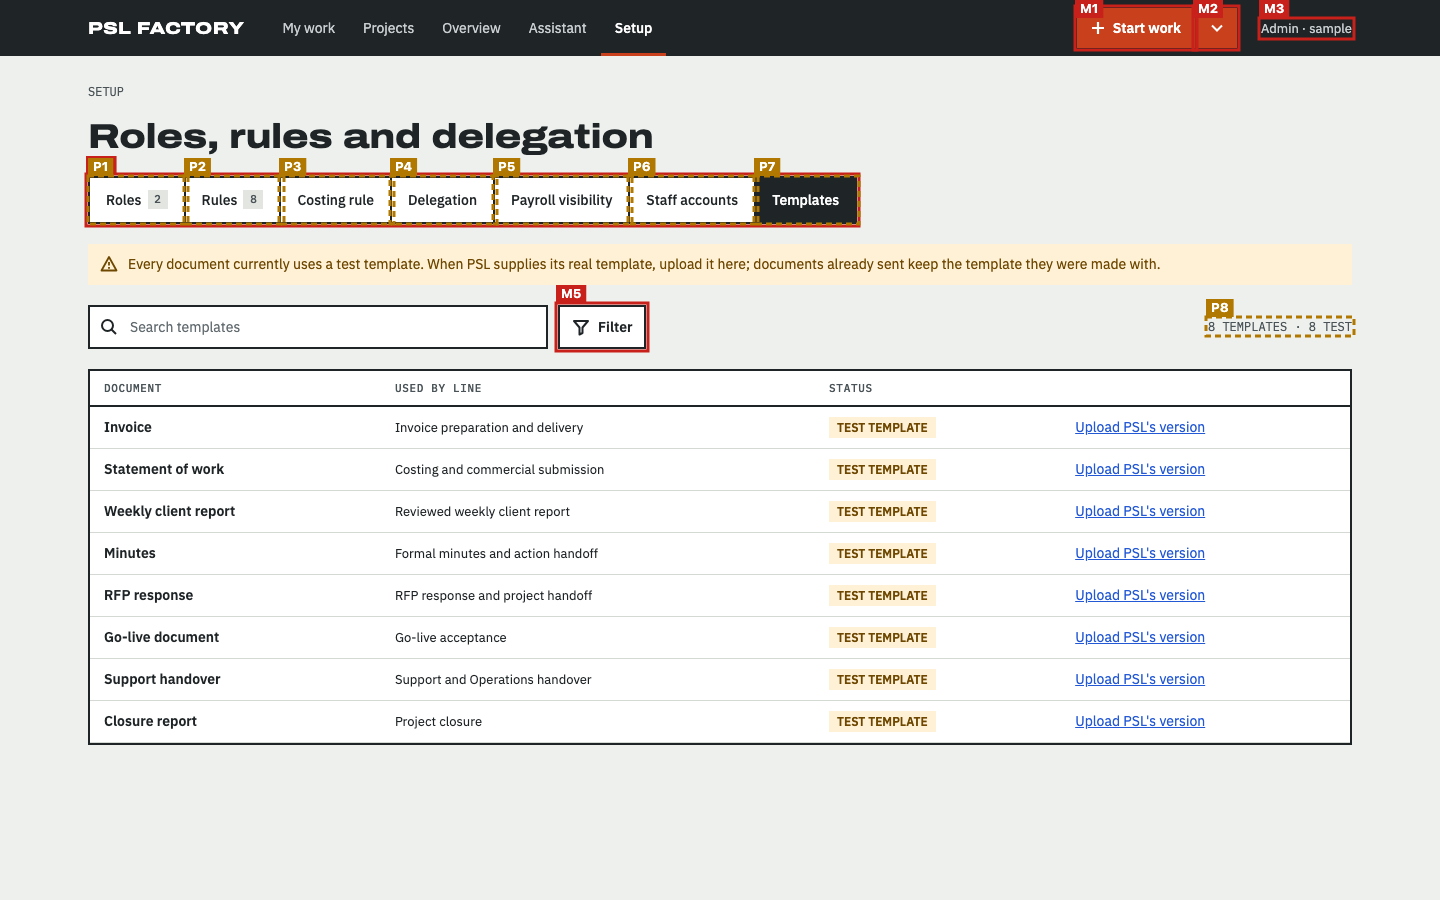 PSL FACTORY My work Projects Overview Assistant Setup M1 + Start work M2 M3 Admin · sample
SETUP
Roles, rules and delegation
P1 P2 P3 P4 P5 P6 P7
Roles 2 Rules 8 Costing rule Delegation Payroll visibility Staff accounts Templates
Every document currently uses a test template. When PSL supplies its real template, upload it here; documents already sent keep the template they were made with.
M5 P8
Search templates Filter 8 TEMPLATES · 8 TEST
DOCUMENT USED BY LINE STATUS
Invoice Invoice preparation and delivery TEST TEMPLATE Upload PSL's version
Statement of work Costing and commercial submission TEST TEMPLATE Upload PSL's version
Weekly client report Reviewed weekly client report TEST TEMPLATE Upload PSL's version
Minutes Formal minutes and action handoff TEST TEMPLATE Upload PSL's version
RFP response RFP response and project handoff TEST TEMPLATE Upload PSL's version
Go-live document Go-live acceptance TEST TEMPLATE Upload PSL's version
Support handover Support and Operations handover TEST TEMPLATE Upload PSL's version
Closure report Project closure TEST TEMPLATE Upload PSL's version